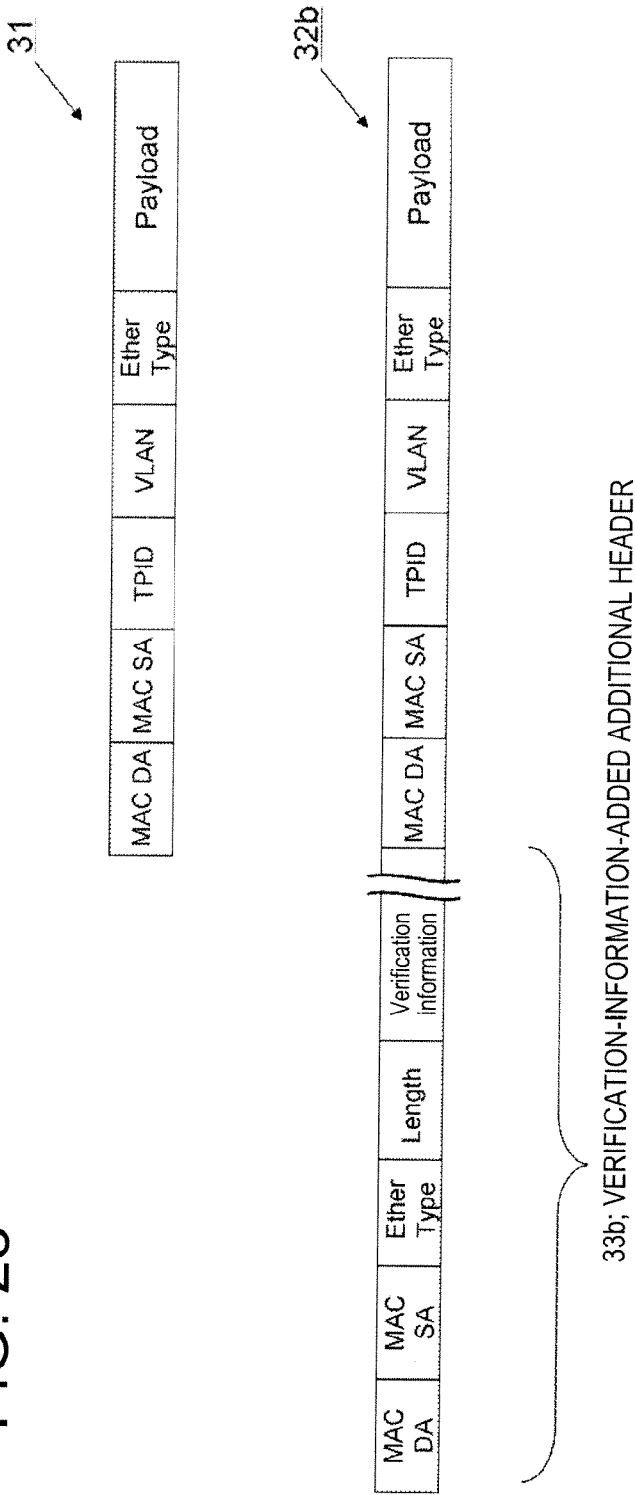 FIG.
31
MAC DA
MAC SA
TPID
VLAN
Ether
Type
Payload
32b
MAC
DA
MAC
SA
Ether
Type
Length
Verification
information
MAC DA
MAC SA
TPID
VLAN
Ether
Type
Payload
33b; VERIFICATION-INFORMATION-ADDED ADDITIONAL HEADER